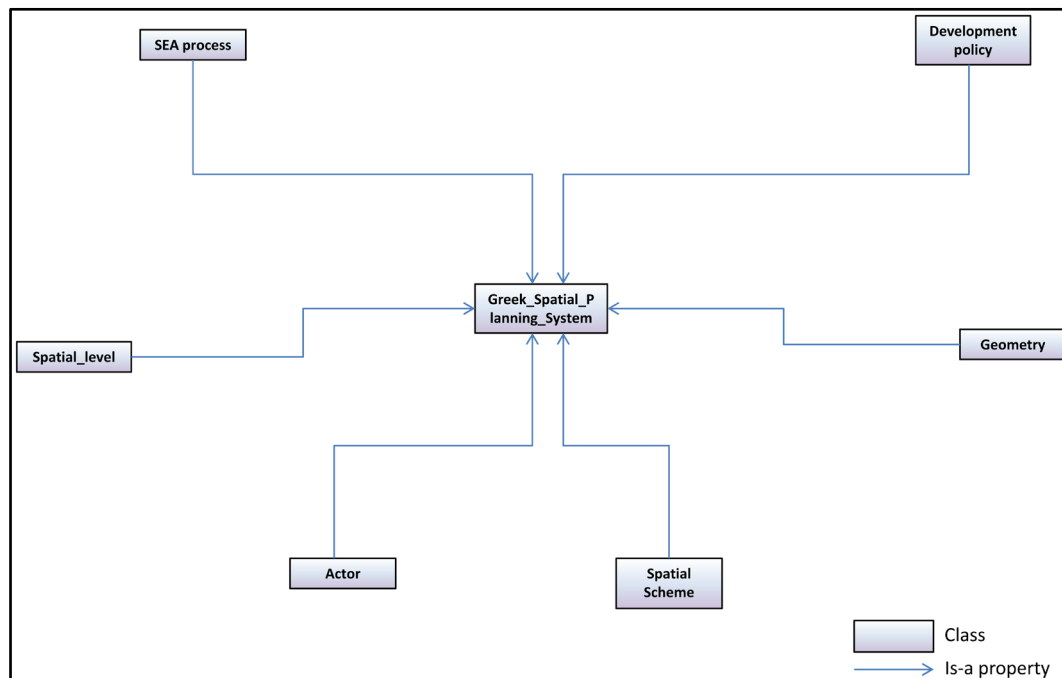 SEA process
Development
policy
Greek_Spatial_P
lanning_System
Spatial_level
Geometry
Actor
Spatial
Scheme
Class
Is-a property